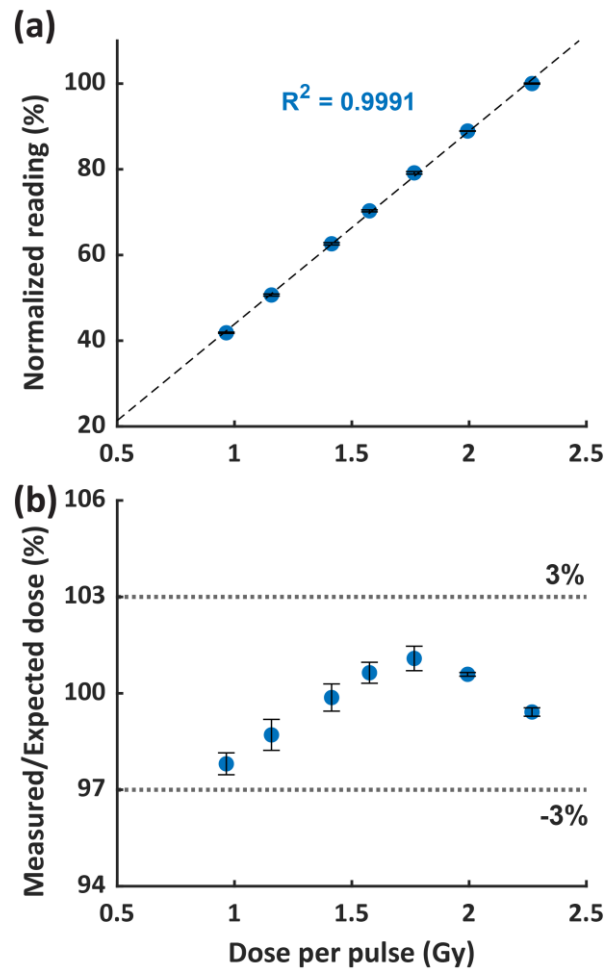 (a)
Normalized reading (%)
100
80
60
40
20
R² = 0.9991
0.5 1 1.5 2 2.5
(b)
Measured/Expected dose (%)
106
103
100
97
94
3%
-3%
0.5 1 1.5 2 2.5
Dose per pulse (Gy)